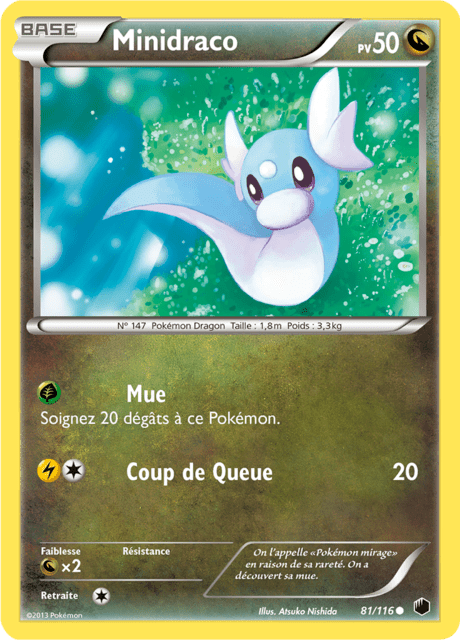 BASE Minidraco PV50
N° 147 Pokémon Dragon Taille : 1,8m Poids : 3,3kg
Mue
Soignez 20 dégâts à ce Pokémon.
Coup de Queue 20
Faiblesse Résistance
×2
Retraite
On l'appelle «Pokémon mirage»
en raison de sa rareté. On a
découvert sa mue.
©2013 Pokémon Illus. Atsuko Nishida 81/116